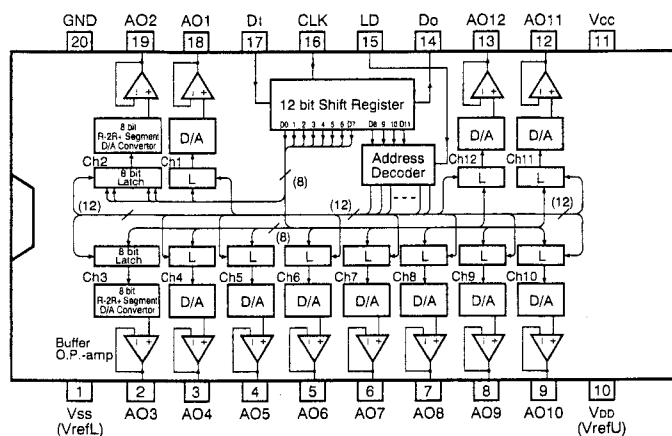 GND AO2 AO1 DI CLK LD Do AO12 AO11 Vcc
20 19 18 17 16 15 14 13 12 11
12 bit Shift Register
D0 1 2 3 4 5 6 D7 D8 9 10 D11
8 bit
R-2R+ Segment
D/A Convertor
D/A
D/A
D/A
Address
Decoder
Ch2 Ch1 Ch12 Ch11
8 bit
Latch
L
L
L
(8)
(12) (12) (12)
(8)
8 bit
Latch
L L L L L L L
Ch3 Ch4 Ch5 Ch6 Ch7 Ch8 Ch9 Ch10
8 bit
R-2R+ Segment
D/A Convertor
D/A D/A D/A D/A D/A D/A D/A
Buffer
O.P.-amp
1 2 3 4 5 6 7 8 9 10
Vss AO3 AO4 AO5 AO6 AO7 AO8 AO9 AO10 VDD
(VrefL) (VrefU)